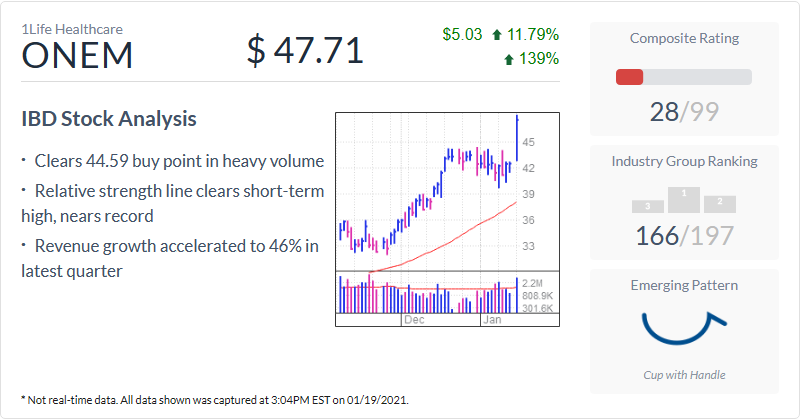 1Life Healthcare
ONEM
$ 47.71
$5.03 11.79%
139%
IBD Stock Analysis
· Clears 44.59 buy point in heavy volume
· Relative strength line clears short-term
high, nears record
· Revenue growth accelerated to 46% in
latest quarter
45
42
39
36
33
2.2M
808.9K
301.6K
Dec
Jan
Composite Rating
28/99
Industry Group Ranking
3
1
2
166/197
Emerging Pattern
Cup with Handle
* Not real-time data. All data shown was captured at 3:04PM EST on 01/19/2021.